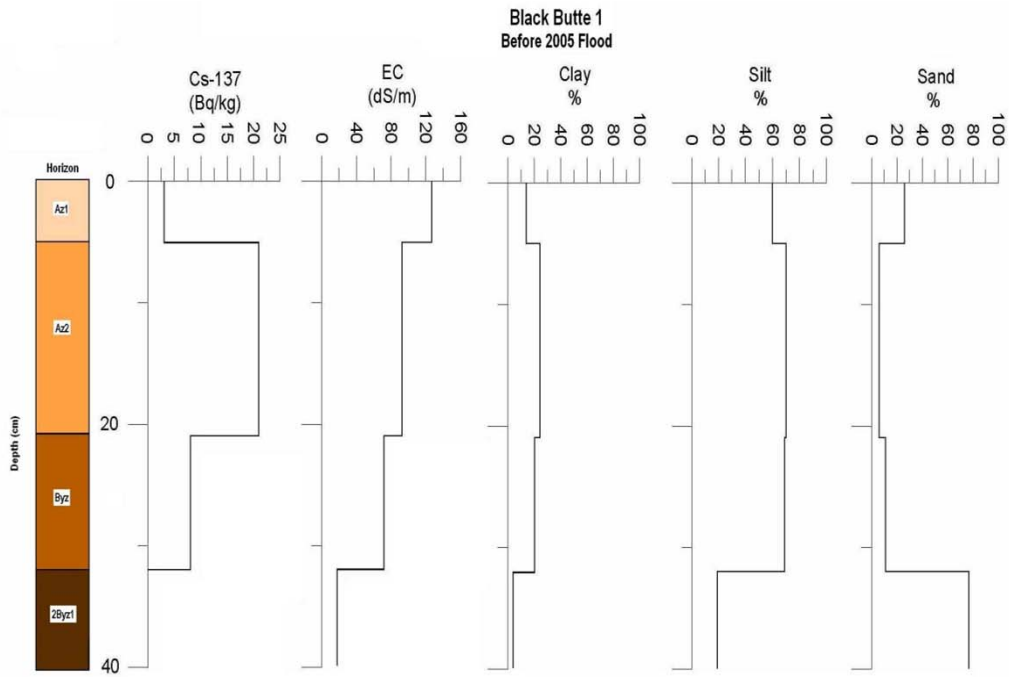 Black Butte 1
Before 2005 Flood
Cs-137
(Bq/kg)
EC
(dS/m)
Clay
%
Silt
%
Sand
%
0 5 10 15 20 25
0 40 80 120 160
0 20 40 60 80 100
0 20 40 60 80 100
0 20 40 60 80 100
Horizon
0
Az1
Az2
20
Depth (cm)
Byz
2Byz1
40